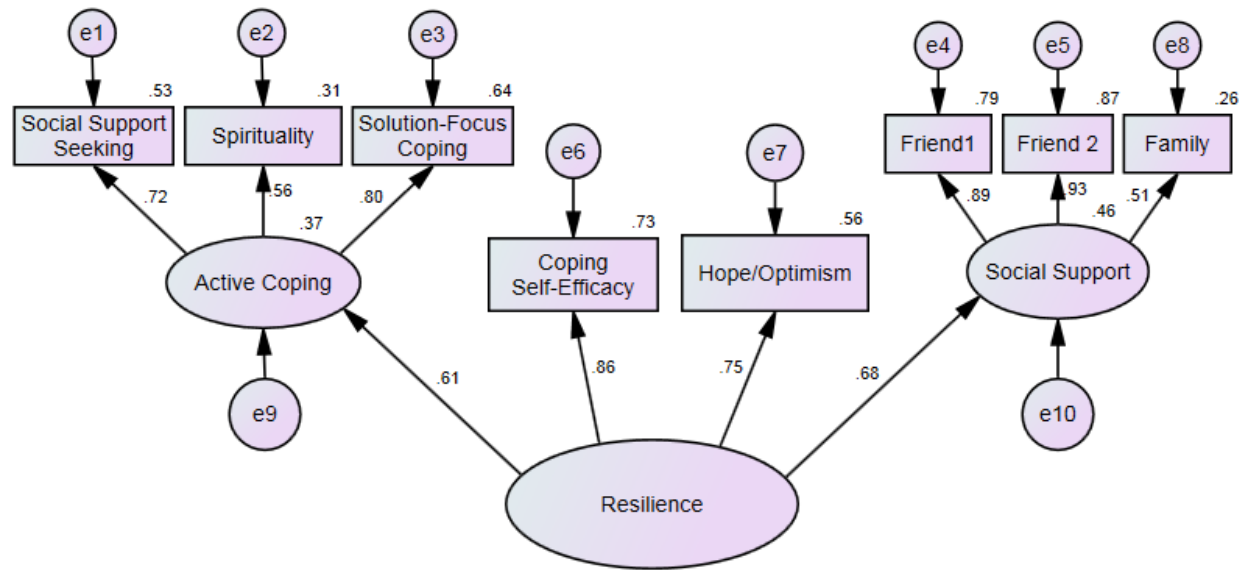 e1
e2
e3
e4
e5
e8
.53
.31
.64
.79
.87
.26
Social Support
Seeking
Spirituality
Solution-Focus
Coping
Friend1
Friend 2
Family
e6
e7
.72
.56
.80
.89
.93
.51
.37
.46
.73
.56
Active Coping
Coping
Self-Efficacy
Hope/Optimism
Social Support
.61
.86
.75
.68
e9
e10
Resilience